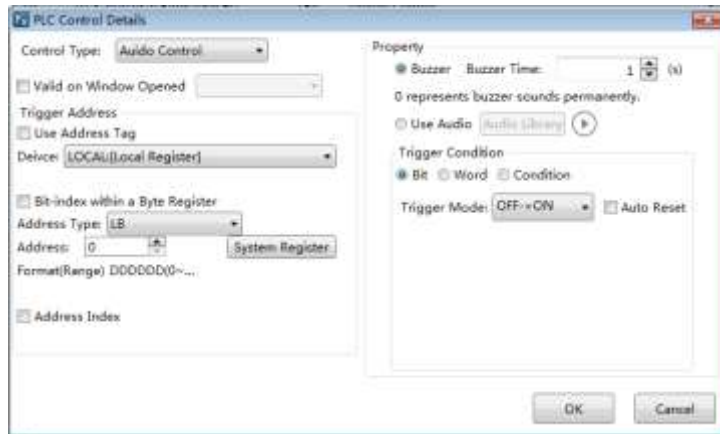 PLC Control Details
Control Type: Auido Control
Valid on Window Opened
Trigger Address
Use Address Tag
Deivce: LOCAL:[Local Register]
Bit-index within a Byte Register
Address Type: LB
Address: 0 System Register
Format(Range) DDDDDD(0~...
Address Index
Property
Buzzer Buzzer Time: 1 (s)
0 represents buzzer sounds permanently.
Use Audio Audio Library
Trigger Condition
Bit Word Condition
Trigger Mode: OFF->ON Auto Reset
OK Cancel